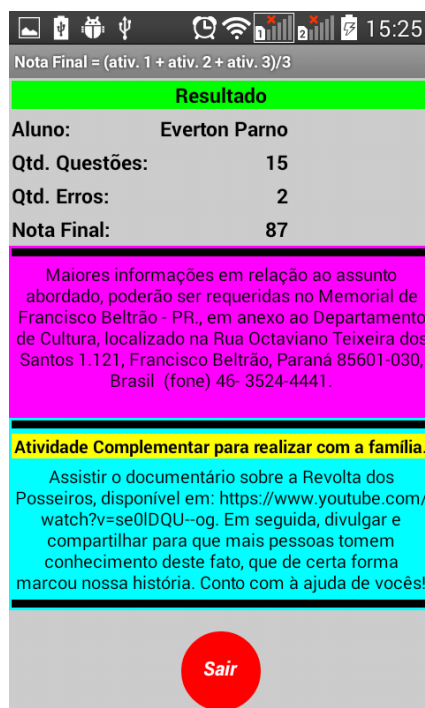 15:25
Nota Final = (ativ. 1 + ativ. 2 + ativ. 3)/3
Resultado
Aluno: Everton Parno
Qtd. Questões: 15
Qtd. Erros: 2
Nota Final: 87
Maiores informações em relação ao assunto
abordado, poderão ser requeridas no Memorial de
Francisco Beltrão - PR., em anexo ao Departamento
de Cultura, localizado na Rua Octaviano Teixeira dos
Santos 1.121, Francisco Beltrão, Paraná 85601-030,
Brasil (fone) 46- 3524-4441.
Atividade Complementar para realizar com a família.
Assistir o documentário sobre a Revolta dos
Posseiros, disponível em: https://www.youtube.com/
watch?v=se0lDQU--og. Em seguida, divulgar e
compartilhar para que mais pessoas tomem
conhecimento deste fato, que de certa forma
marcou nossa história. Conto com à ajuda de vocês!
Sair